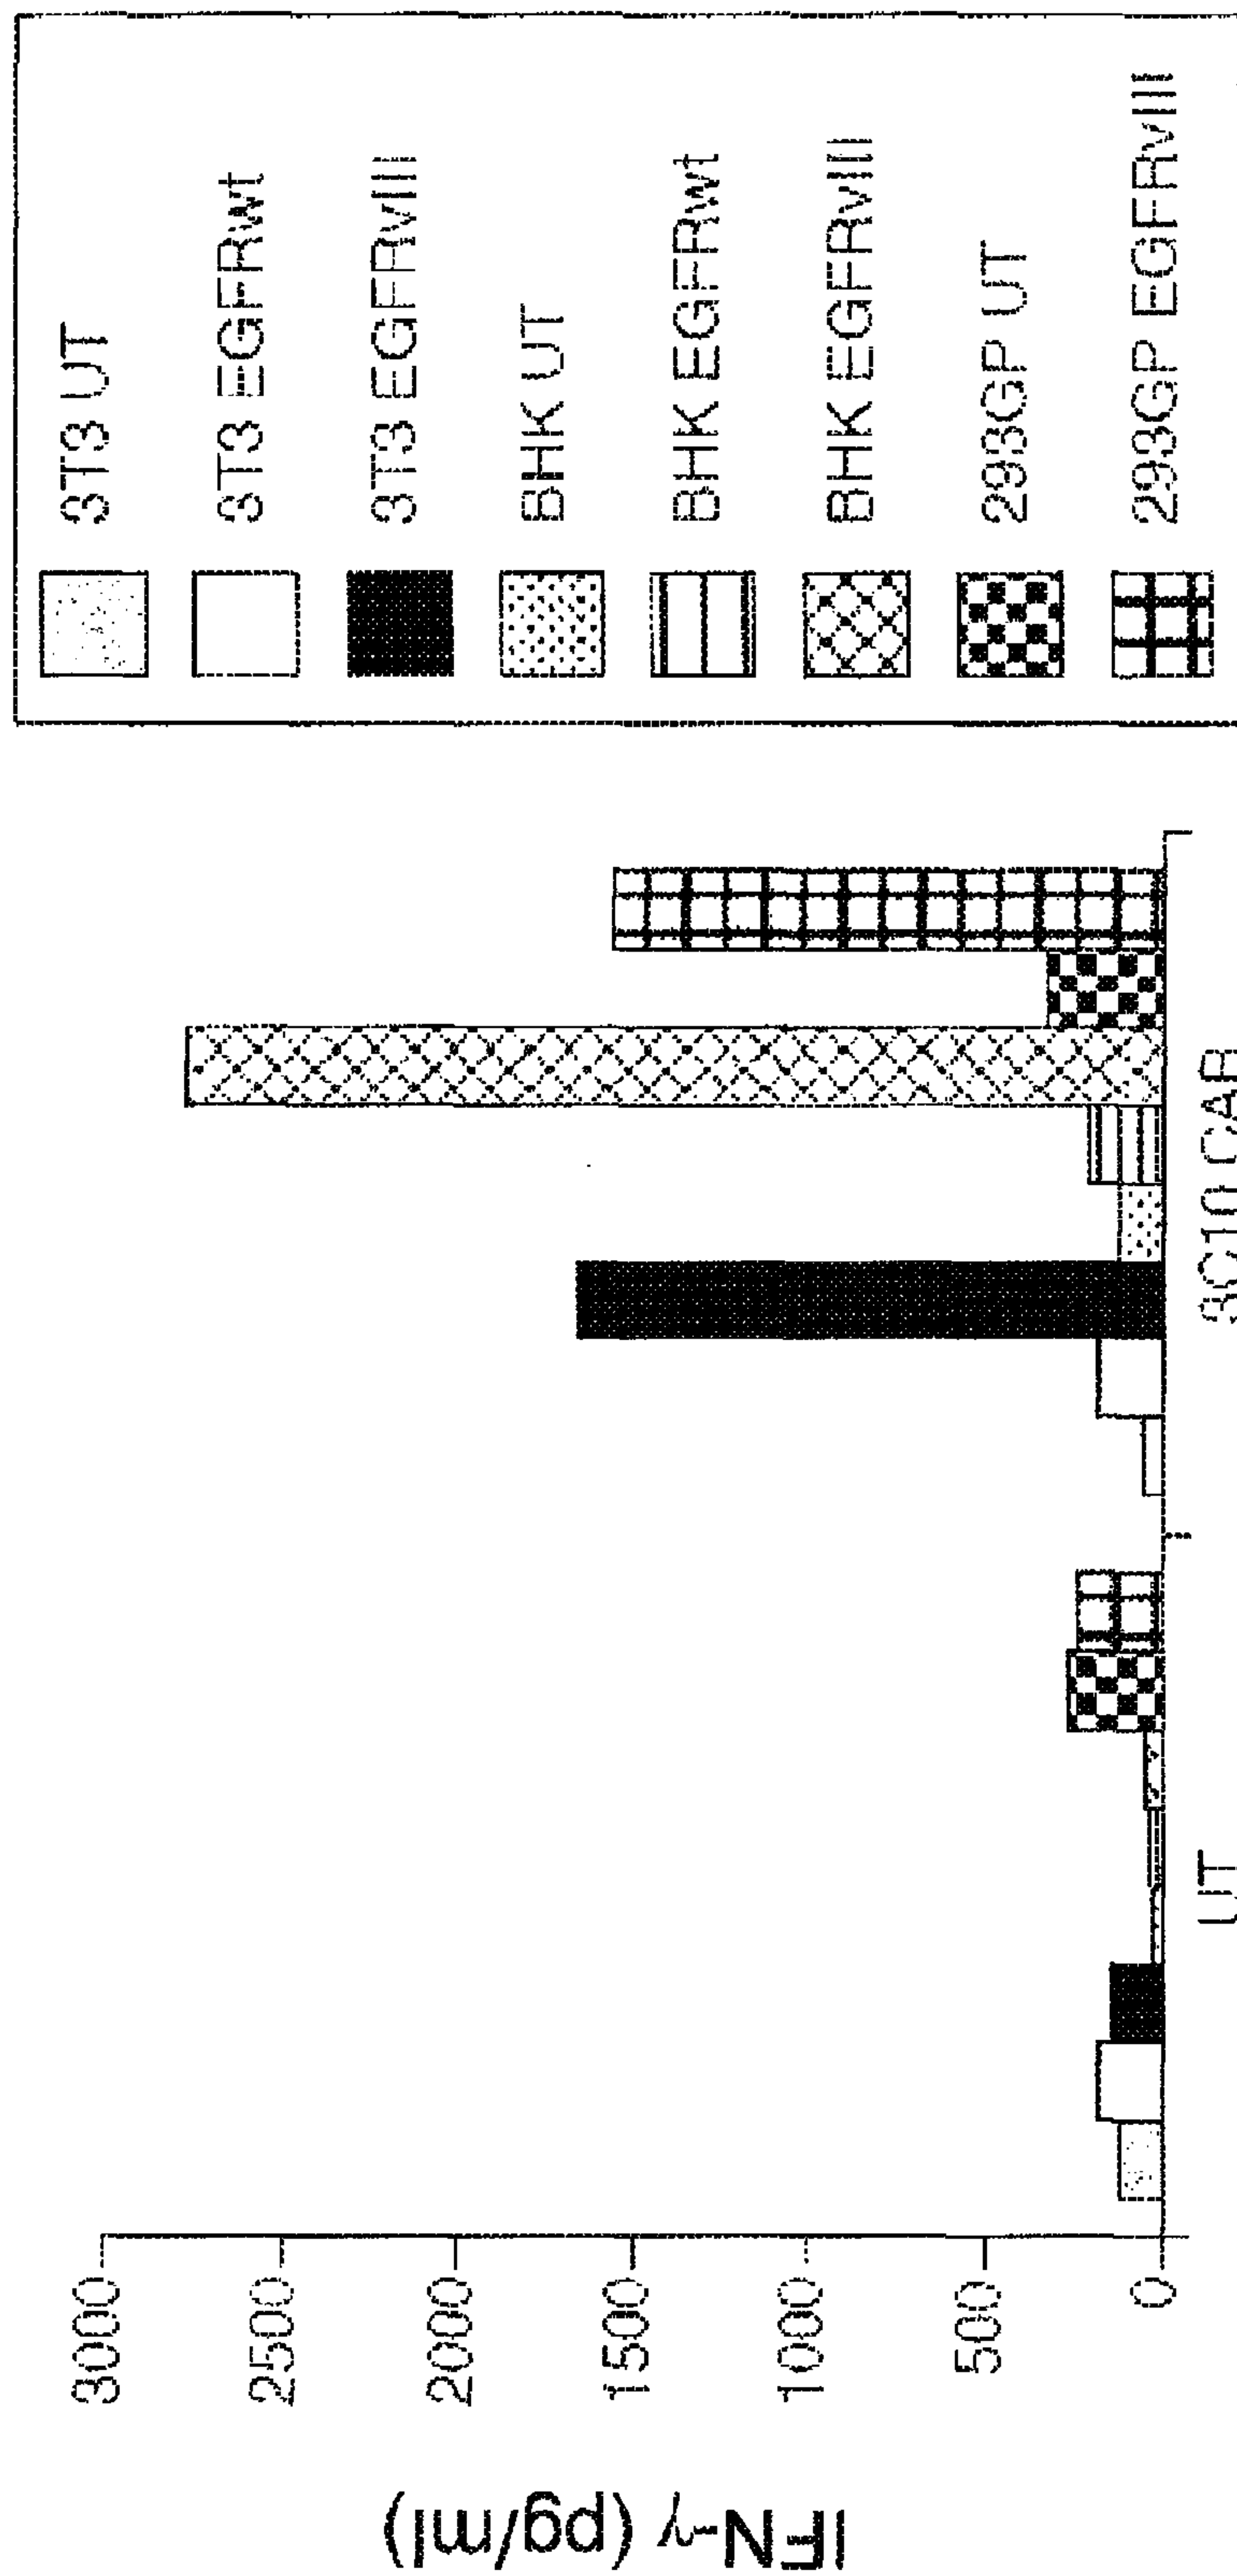 IFN-γ (pg/ml)
3000
2500
2000
1500
1000
500
0
UT
3C10 CAR
3T3 UT
3T3 EGFRwt
3T3 EGFRvIII
BHK UT
BHK EGFRwt
BHK EGFRvIII
293GP UT
293GP EGFRvIII